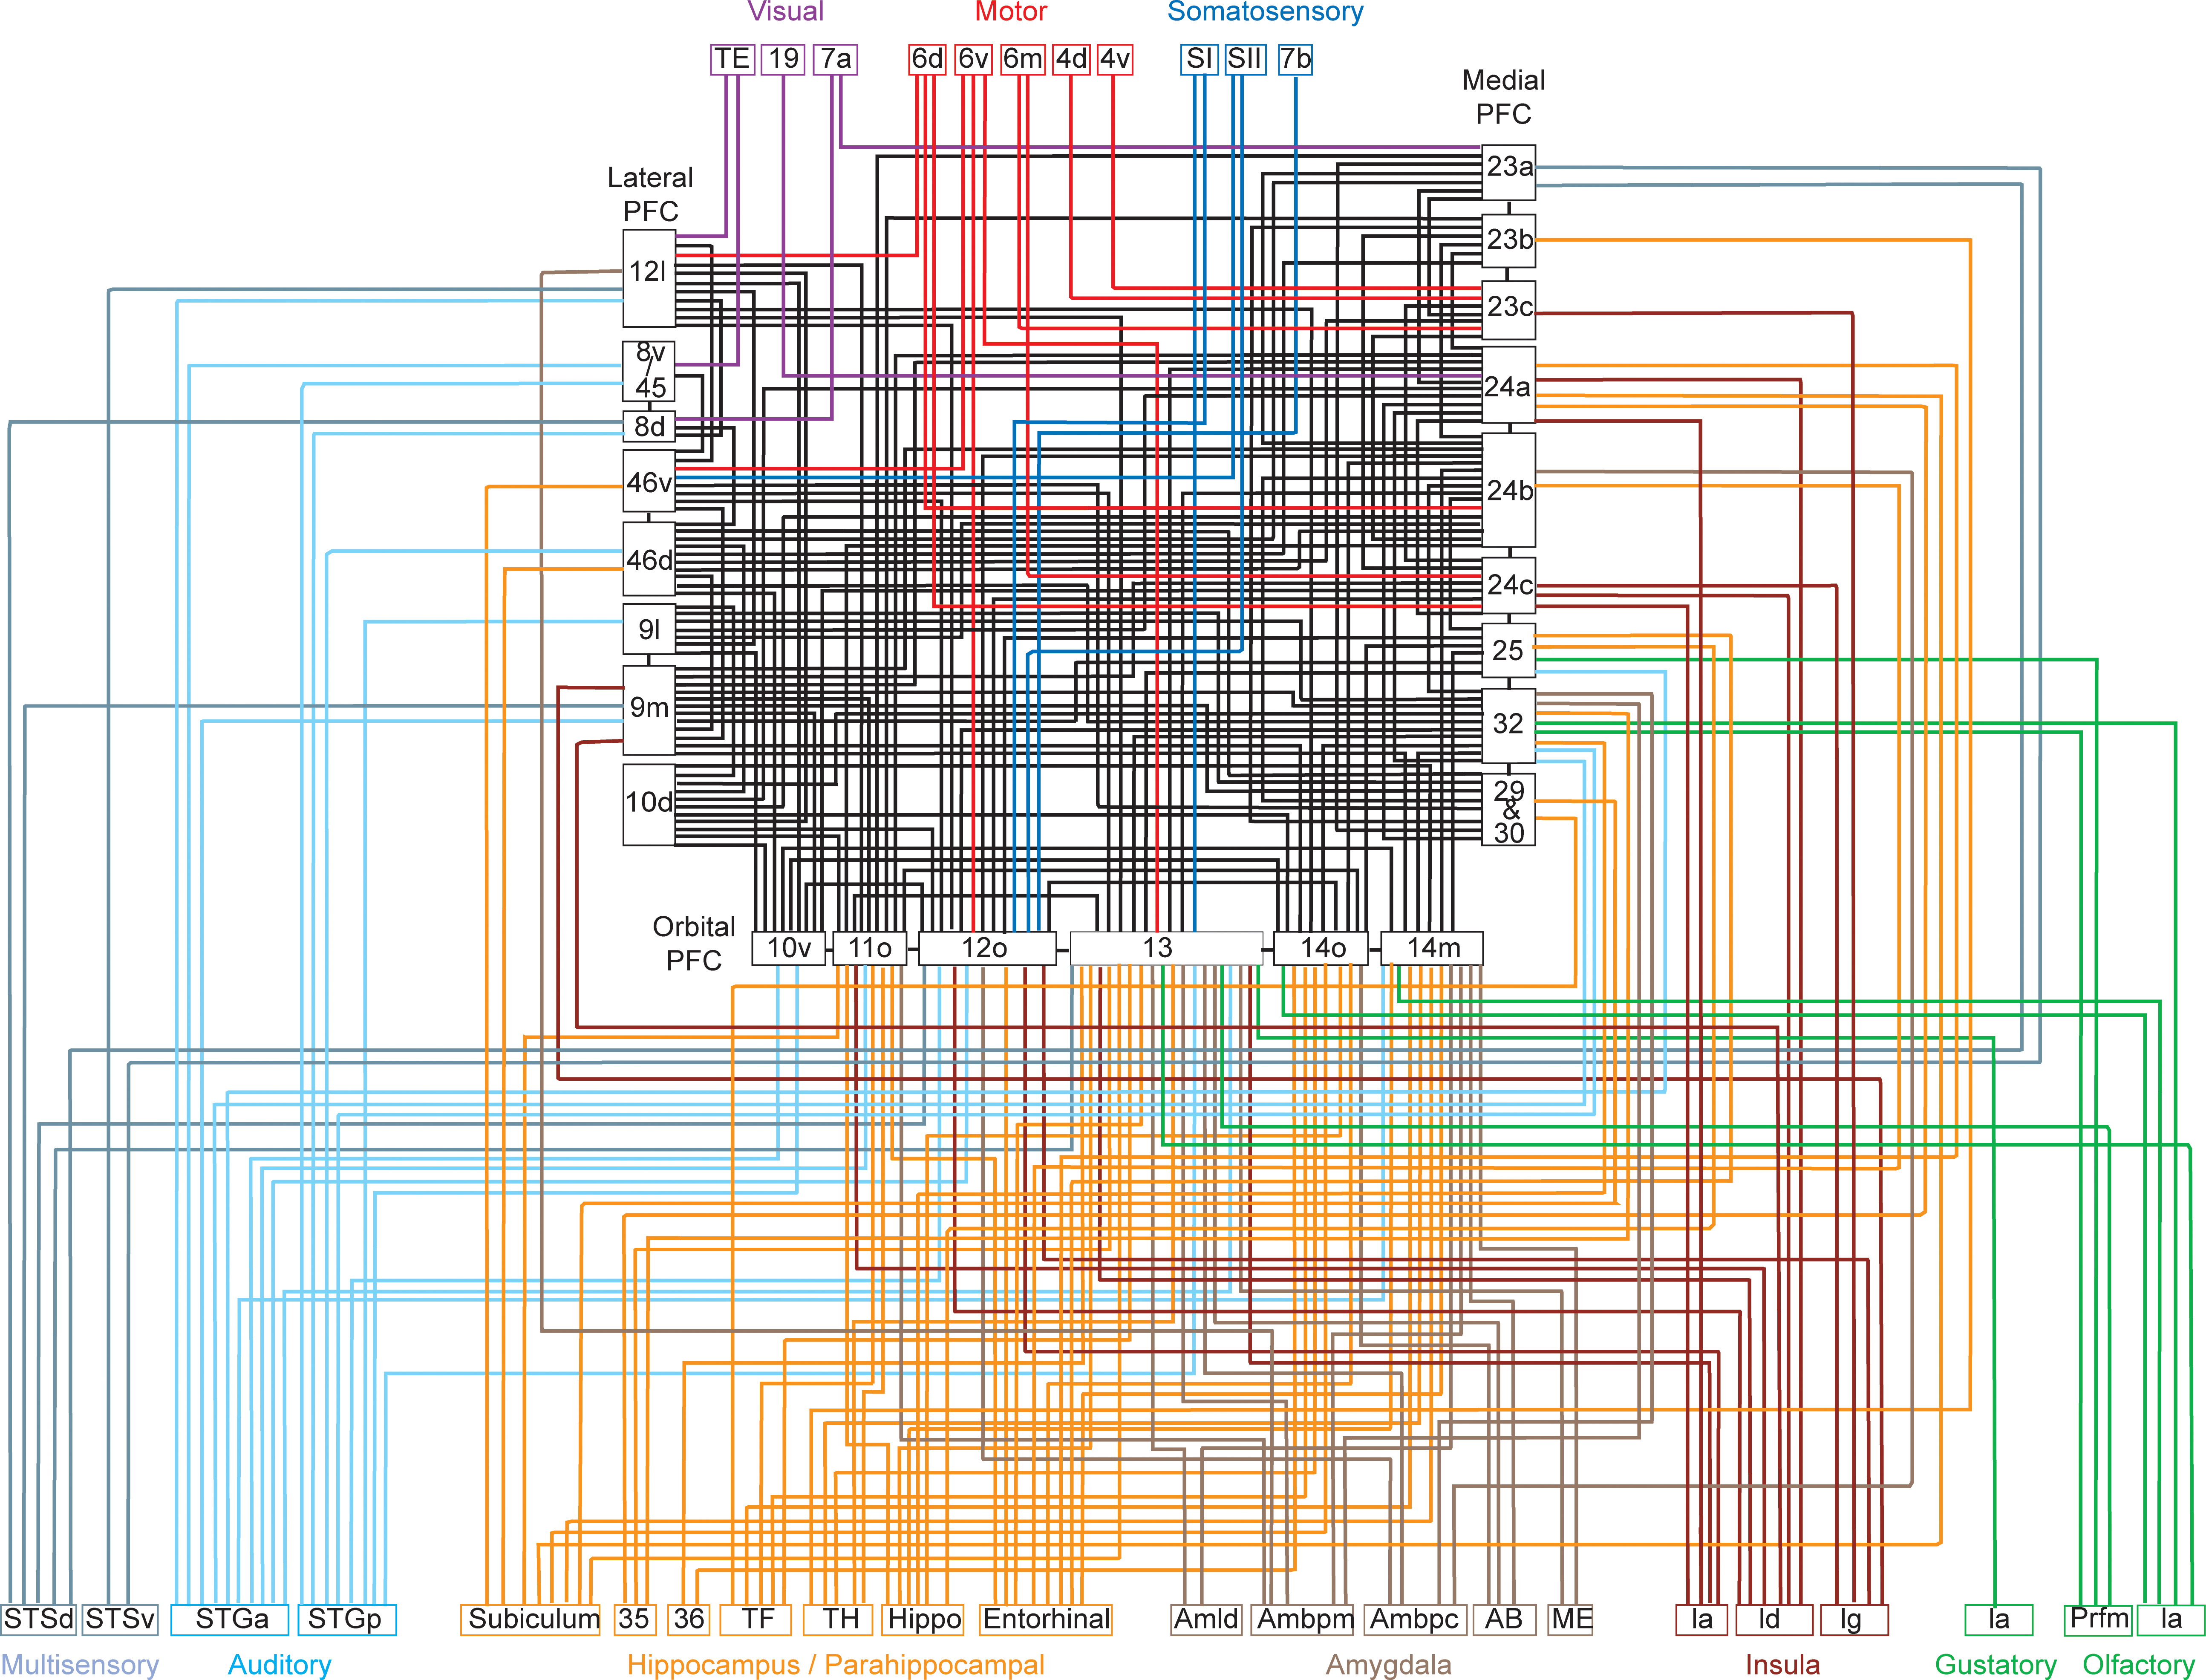 Visual Motor Somatosensory
TE 19 7a 6d 6v 6m 4d 4v SI SII 7b
Medial
PFC
Lateral
PFC
23a
23b
12l
23c
8v
/
45
24a
8d
46v
24b
46d
24c
9l
25
9m
32
10d
29
&
30
Orbital
PFC
10v 11o 12o 13 14o 14m
STSd STSv STGa STGp Subiculum 35 36 TF TH Hippo Entorhinal Amld Ambpm Ambpc AB ME Ia Id Ig Ia Prfm Ia
Multisensory Auditory Hippocampus / Parahippocampal Amygdala Insula Gustatory Olfactory